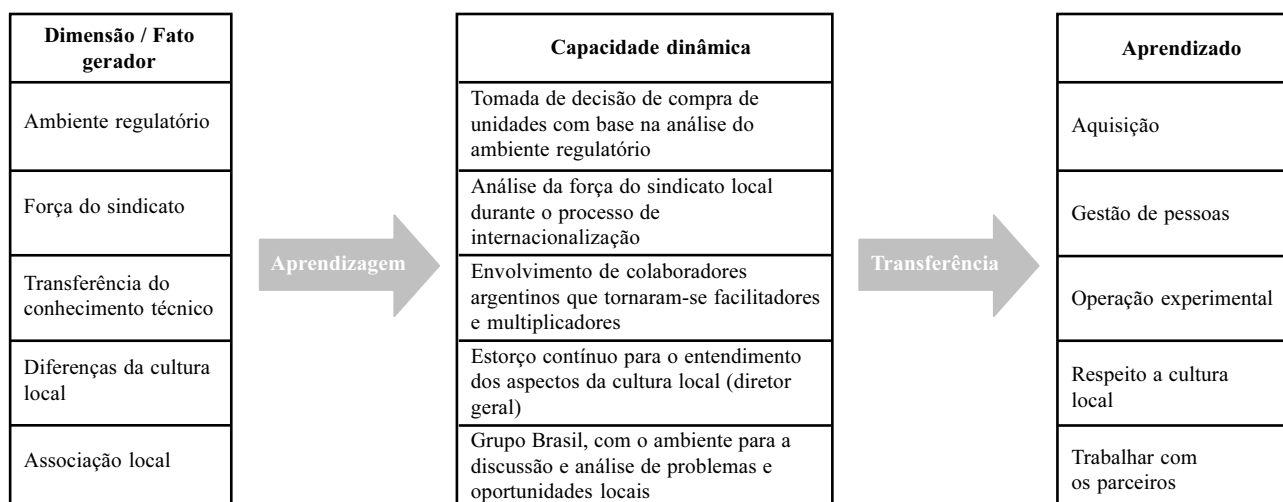 Dimensão / Fato
gerador
Ambiente regulatório
Força do sindicato
Transferência do
conhecimento técnico
Diferenças da cultura
local
Associação local
Aprendizagem
Capacidade dinâmica
Tomada de decisão de compra de
unidades com base na análise do
ambiente regulatório
Análise da força do sindicato local
durante o processo de
internacionalização
Envolvimento de colaboradores
argentinos que tornaram-se facilitadores
e multiplicadores
Estorço contínuo para o entendimento
dos aspectos da cultura local (diretor
geral)
Grupo Brasil, com o ambiente para a
discussão e análise de problemas e
oportunidades locais
Transferência
Aprendizado
Aquisição
Gestão de pessoas
Operação experimental
Respeito a cultura
local
Trabalhar com
os parceiros